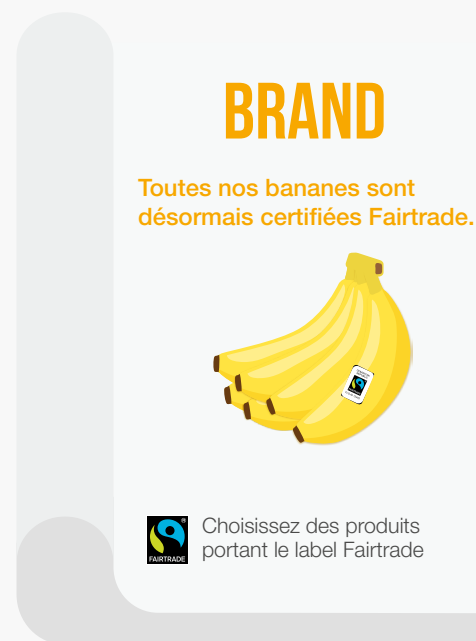 BRAND
Toutes nos bananes sont
désormais certifiées Fairtrade.
FAIRTRADE
Choisissez des produits
portant le label Fairtrade